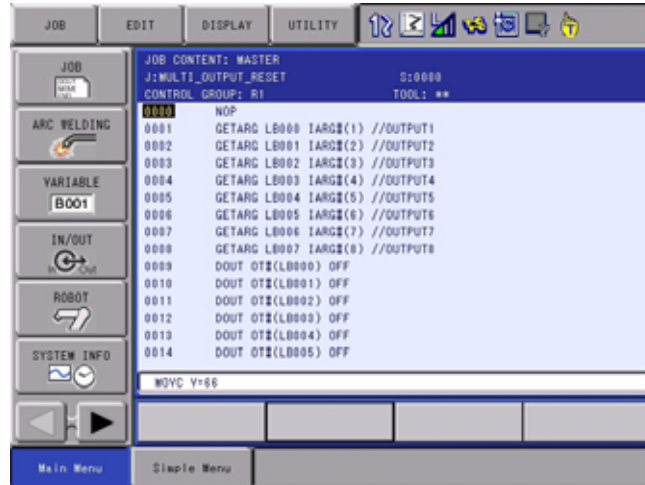 JOB EDIT DISPLAY UTILITY
JOB
ARC WELDING
VARIABLE
B001
IN/OUT
In Out
ROBOT
SYSTEM INFO
JOB CONTENT: MASTER
J:MULTI_OUTPUT_RESET S:0000
CONTROL GROUP: R1 TOOL: **
0000 NOP
0001 GETARG LB000 IARG#(1) //OUTPUT1
0002 GETARG LB001 IARG#(2) //OUTPUT2
0003 GETARG LB002 IARG#(3) //OUTPUT3
0004 GETARG LB003 IARG#(4) //OUTPUT4
0005 GETARG LB004 IARG#(5) //OUTPUT5
0006 GETARG LB005 IARG#(6) //OUTPUT6
0007 GETARG LB006 IARG#(7) //OUTPUT7
0008 GETARG LB007 IARG#(8) //OUTPUT8
0009 DOUT OT#(LB000) OFF
0010 DOUT OT#(LB001) OFF
0011 DOUT OT#(LB002) OFF
0012 DOUT OT#(LB003) OFF
0013 DOUT OT#(LB004) OFF
0014 DOUT OT#(LB005) OFF
MOVC V=66
Main Menu Simple Menu